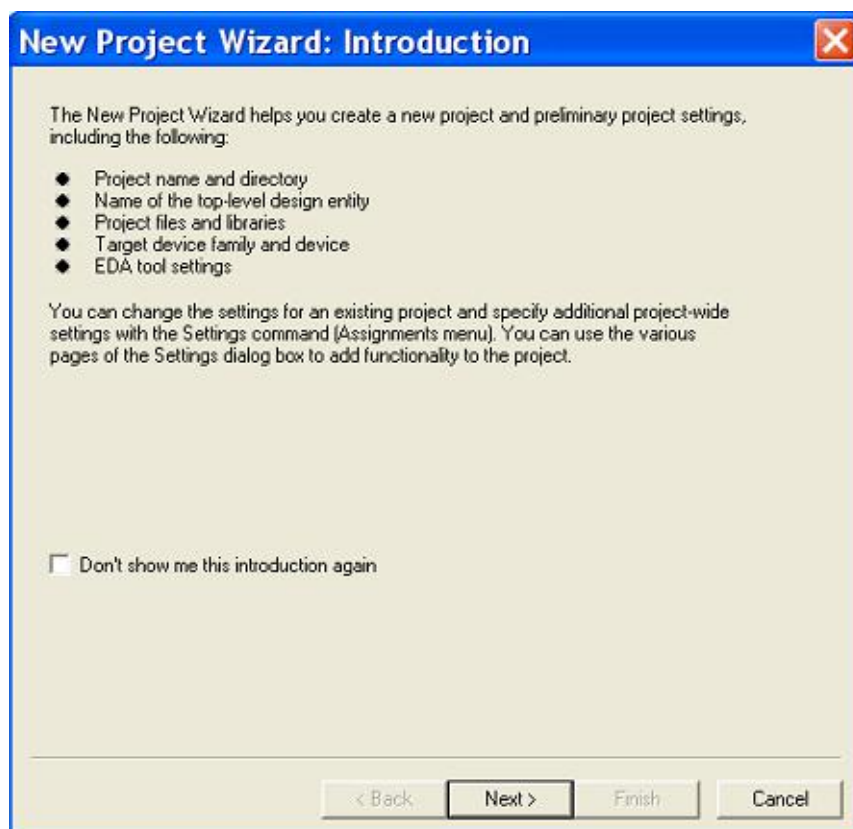 New Project Wizard: Introduction
The New Project Wizard helps you create a new project and preliminary project settings,
including the following:
Project name and directory
Name of the top-level design entity
Project files and libraries
Target device family and device
EDA tool settings
You can change the settings for an existing project and specify additional project-wide
settings with the Settings command (Assignments menu). You can use the various
pages of the Settings dialog box to add functionality to the project.
Don't show me this introduction again
< Back Next > Finish Cancel